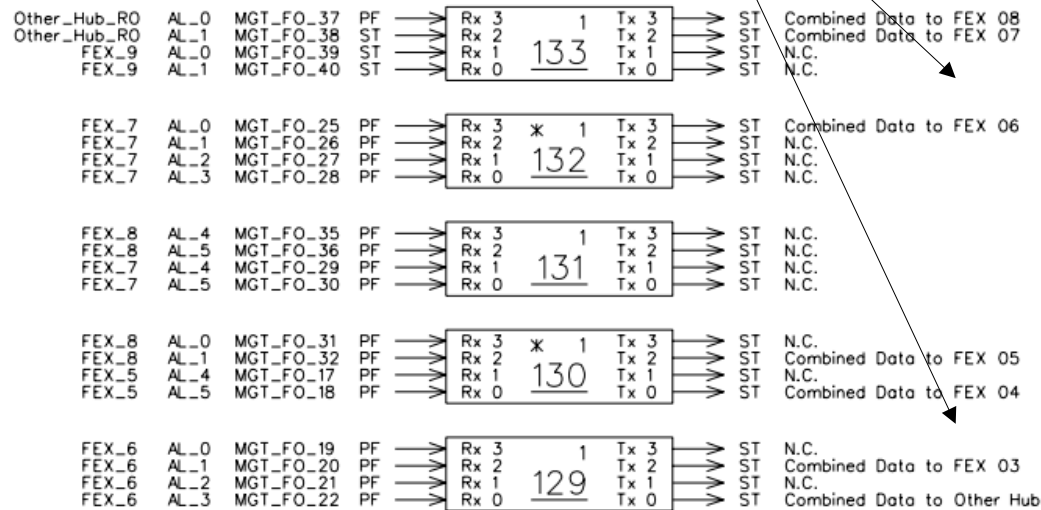 Other_Hub_RO AL_0 MGT_FO_37 PF Rx 3 1 Tx 3 ST Combined Data to FEX 08
Other_Hub_RO AL_1 MGT_FO_38 ST Rx 2 Tx 2 ST Combined Data to FEX 07
FEX_9 AL_0 MGT_FO_39 ST Rx 1 133 Tx 1 ST N.C.
FEX_9 AL_1 MGT_FO_40 ST Rx 0 Tx 0 ST N.C.
FEX_7 AL_0 MGT_FO_25 PF Rx 3 * 1 Tx 3 ST Combined Data to FEX 06
FEX_7 AL_1 MGT_FO_26 PF Rx 2 Tx 2 ST N.C.
FEX_7 AL_2 MGT_FO_27 PF Rx 1 132 Tx 1 ST N.C.
FEX_7 AL_3 MGT_FO_28 PF Rx 0 Tx 0 ST N.C.
FEX_8 AL_4 MGT_FO_35 PF Rx 3 1 Tx 3 ST N.C.
FEX_8 AL_5 MGT_FO_36 PF Rx 2 Tx 2 ST N.C.
FEX_7 AL_4 MGT_FO_29 PF Rx 1 131 Tx 1 ST N.C.
FEX_7 AL_5 MGT_FO_30 PF Rx 0 Tx 0 ST N.C.
FEX_8 AL_0 MGT_FO_31 PF Rx 3 * 1 Tx 3 ST N.C.
FEX_8 AL_1 MGT_FO_32 PF Rx 2 Tx 2 ST Combined Data to FEX 05
FEX_5 AL_4 MGT_FO_17 PF Rx 1 130 Tx 1 ST N.C.
FEX_5 AL_5 MGT_FO_18 PF Rx 0 Tx 0 ST Combined Data to FEX 04
FEX_6 AL_0 MGT_FO_19 PF Rx 3 1 Tx 3 ST N.C.
FEX_6 AL_1 MGT_FO_20 PF Rx 2 Tx 2 ST Combined Data to FEX 03
FEX_6 AL_2 MGT_FO_21 PF Rx 1 129 Tx 1 ST N.C.
FEX_6 AL_3 MGT_FO_22 PF Rx 0 Tx 0 ST Combined Data to Other Hub